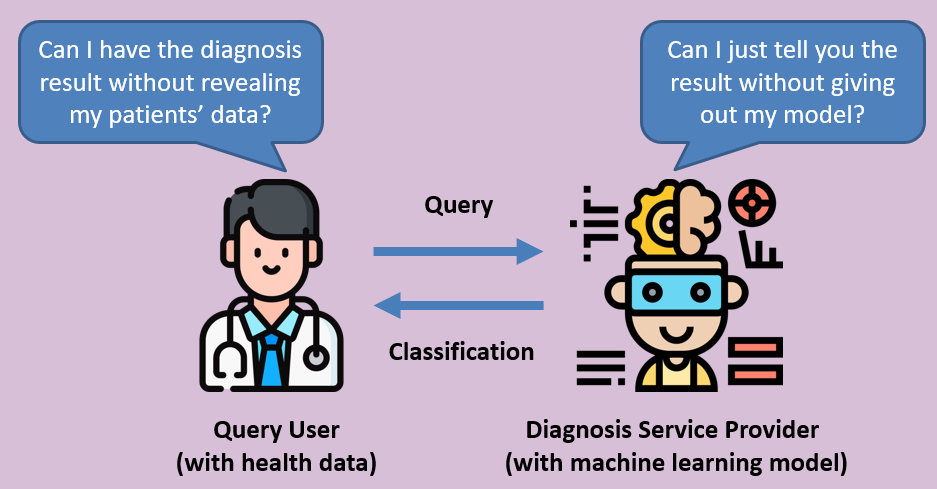 Can I have the diagnosis
result without revealing
my patients’ data?
Can I just tell you the
result without giving
out my model?
Query
Classification
Query User
(with health data)
Diagnosis Service Provider
(with machine learning model)